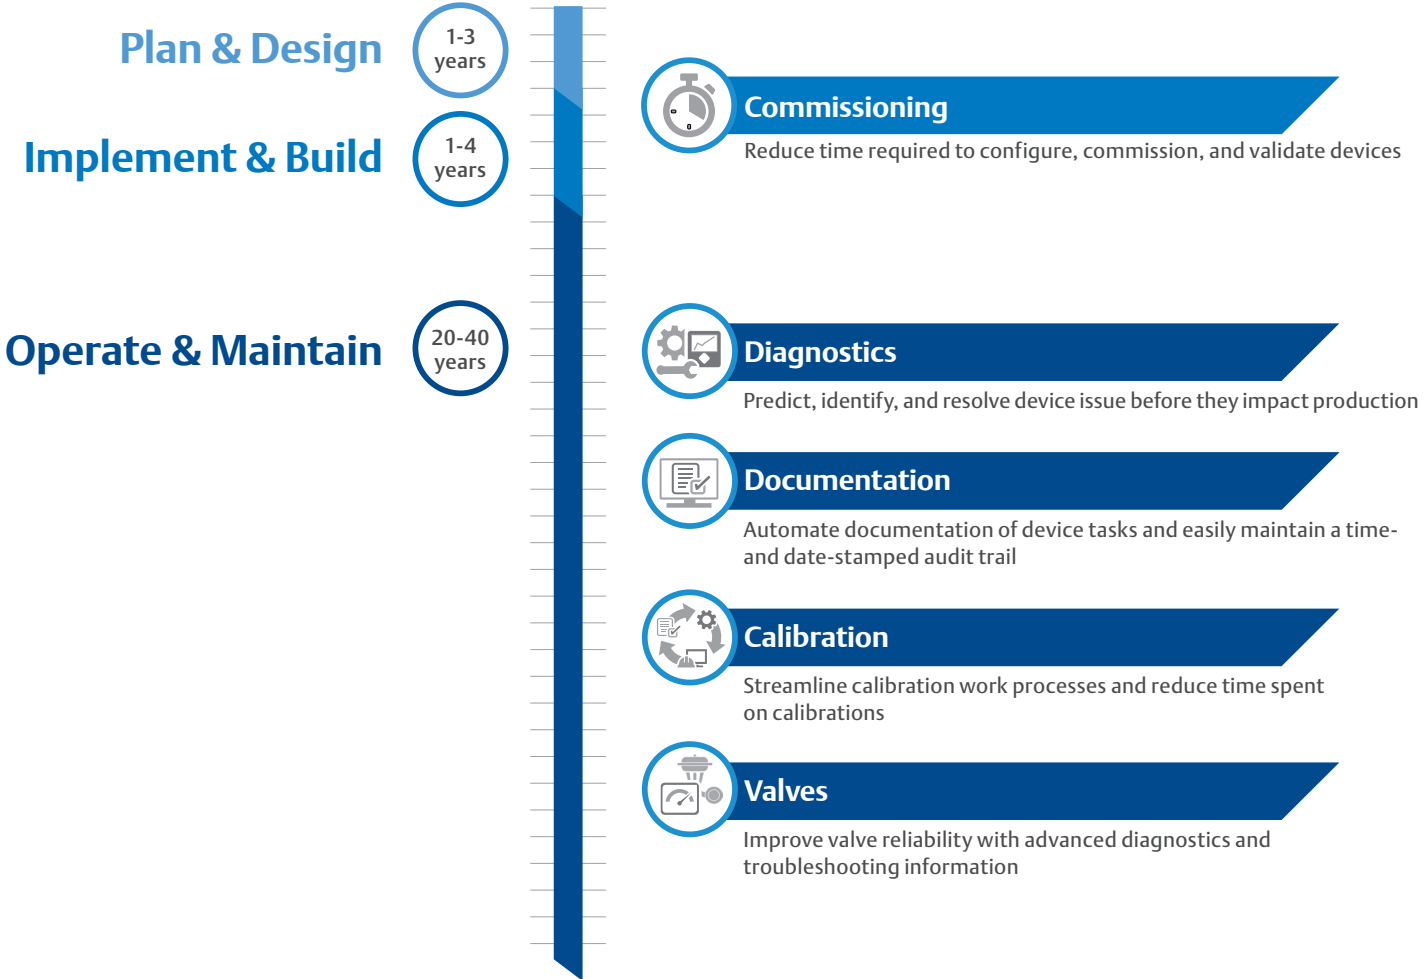 Plan & Design
1-3
years
Implement & Build
1-4
years
Operate & Maintain
20-40
years
Commissioning
Reduce time required to configure, commission, and validate devices
Diagnostics
Predict, identify, and resolve device issue before they impact production
Documentation
Automate documentation of device tasks and easily maintain a time-
and date-stamped audit trail
Calibration
Streamline calibration work processes and reduce time spent
on calibrations
Valves
Improve valve reliability with advanced diagnostics and
troubleshooting information